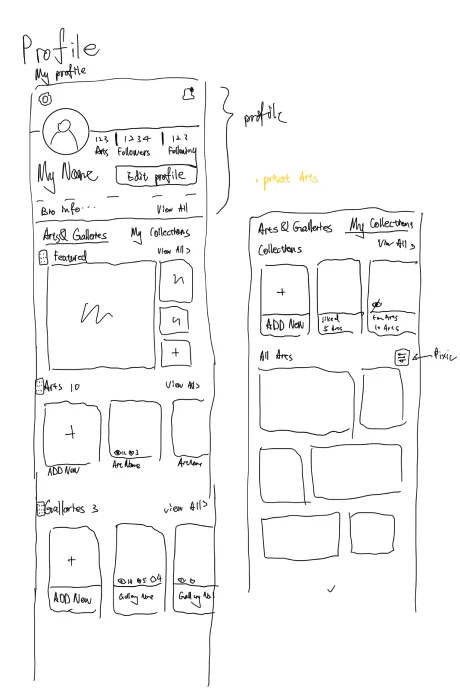 Profile
My profile
profile
123 1234 123
Arts Followers Following
My Name Edit profile
Bio Info... View All
Arts& Galleries My Collections
Featured View All >
Arts 10 View All>
+
ADD New
Art Name
Art Name
Galleries 3 view All>
+
ADD New
Gallery Name
Gallery Na
• privat Arts
Arts & Galleries My Collections
Collections View All >
+
ADD New
liked
5 Arts
Fan Arts
10 Arts
All Arts